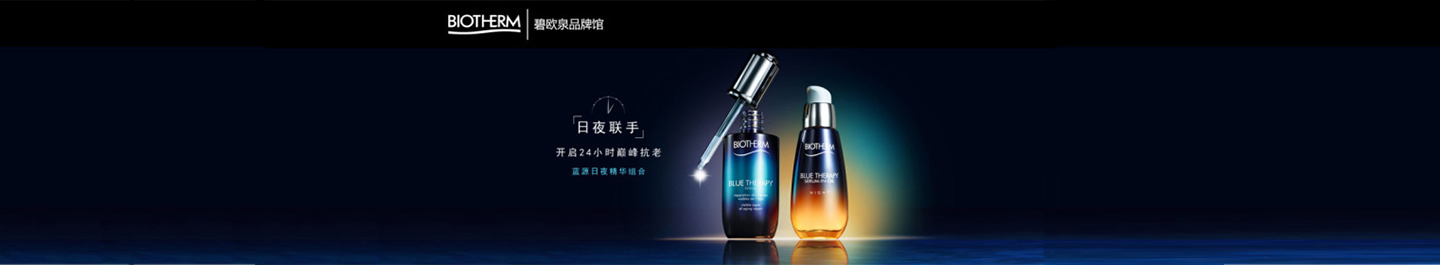 BIOTHERM 碧欧泉品牌馆
日夜联手
开启24小时巅峰抗老
蓝源日夜精华组合
BIOTHERM
BLUE THERAPY
BIOTHERM
BLUE THERAPY
SERUM-IN-OIL
NIGHT